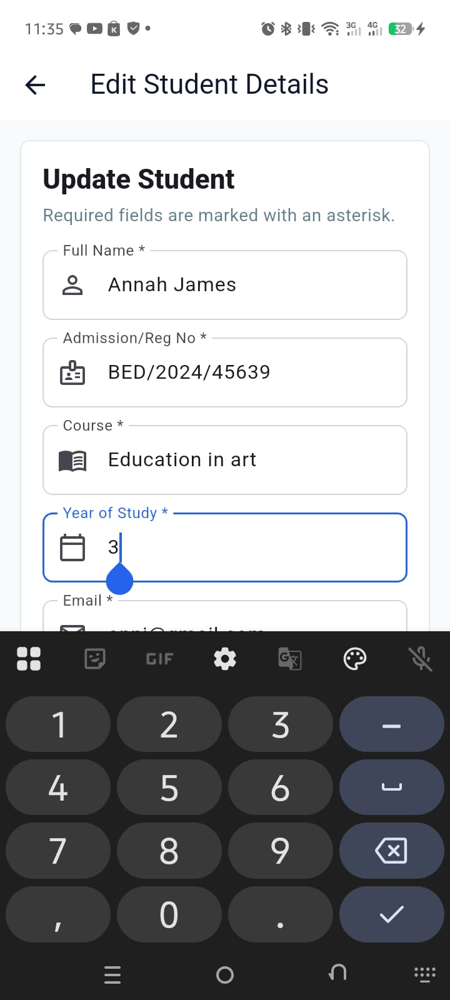 11:35
3G
4G
32
Edit Student Details
Update Student
Required fields are marked with an asterisk.
Full Name *
Annah James
Admission/Reg No *
BED/2024/45639
Course *
Education in art
Year of Study *
3
Email *
GIF
1 2 3 –
4 5 6
7 8 9
, 0 .